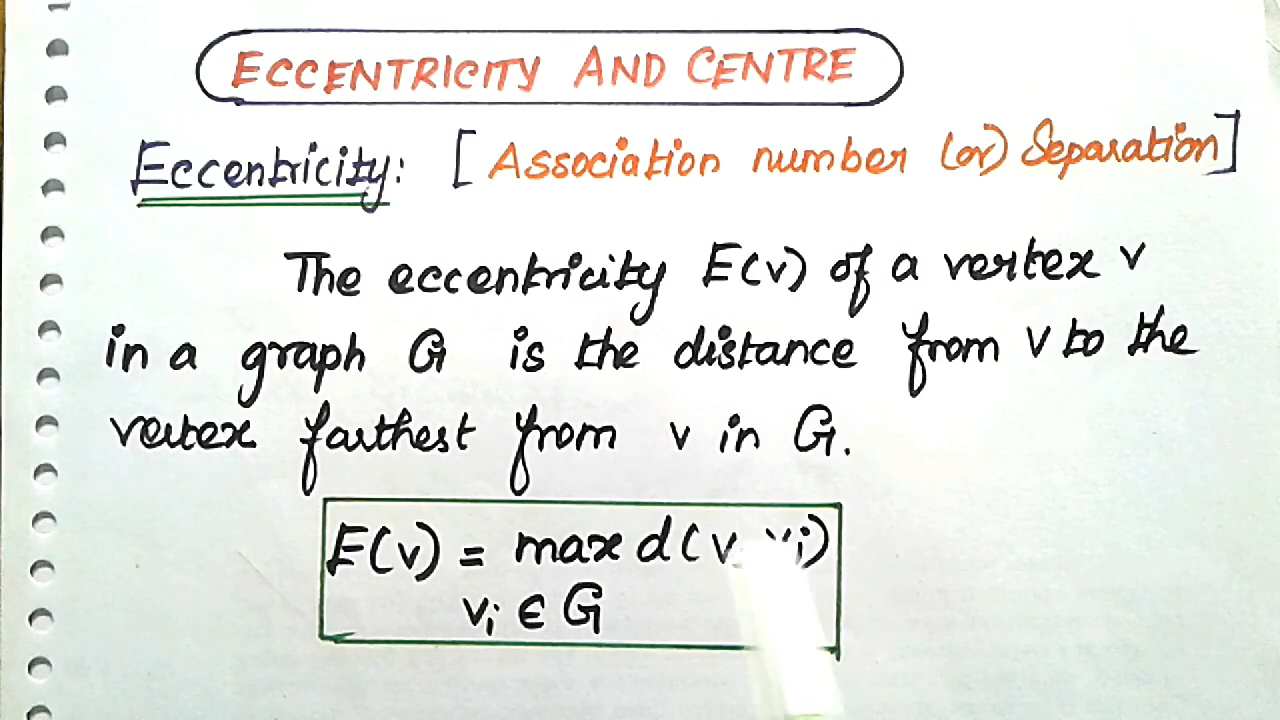 ECCENTRICITY AND CENTRE
Eccentricity: [Association number (or) Separation]
The eccentricity E(v) of a vertex v
in a graph G is the distance from v to the
vertex farthest from v in G.
E(v) = max d(v, vi)
vi ∈ G